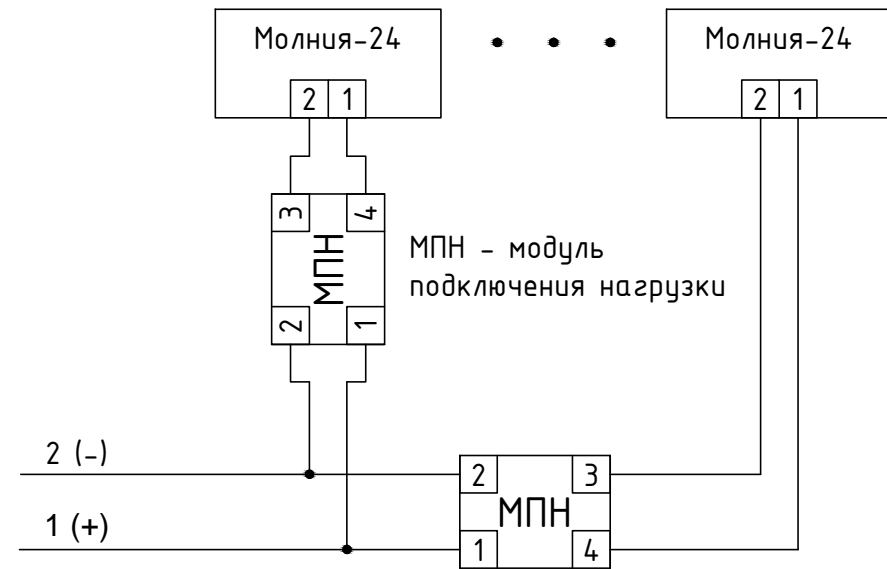 Молния-24
Молния-24
2 1
2 1
3 4
МПН
2 1
МПН - модуль
подключения нагрузки
2 (-)
1 (+)
2 3
МПН
1 4